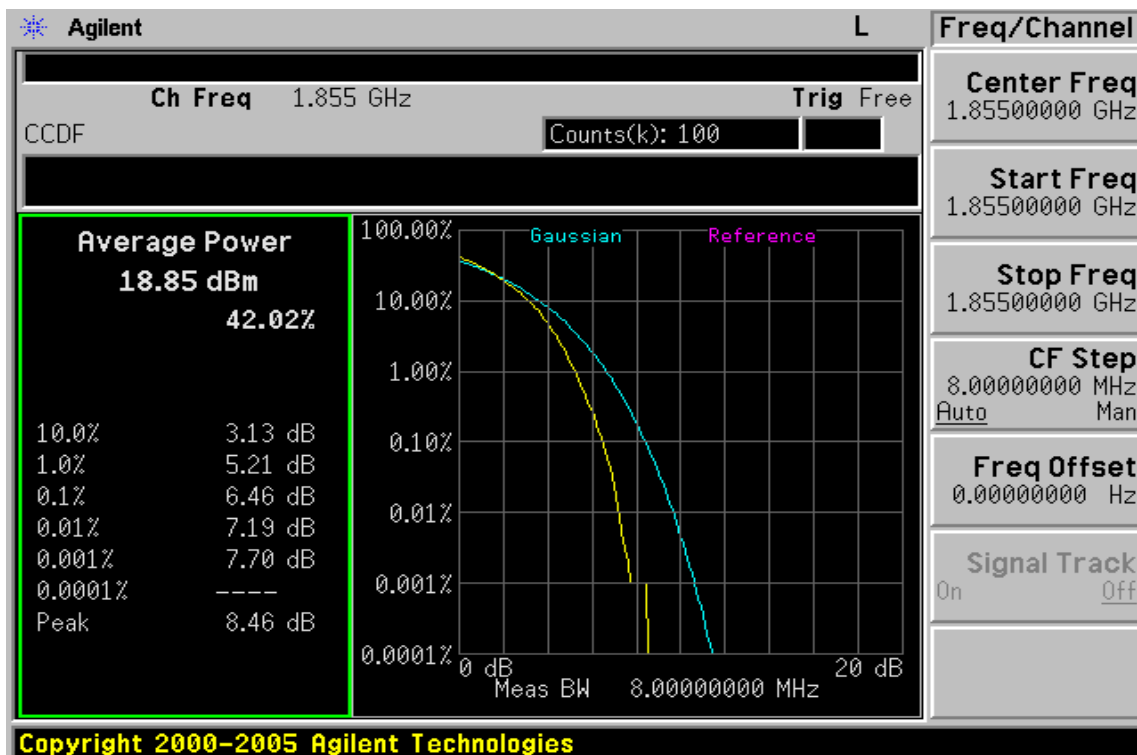 Agilent
L
Freq/Channel
Ch Freq 1.855 GHz
Trig Free
CCDF
Counts(k): 100
Average Power
18.85 dBm
42.02%
10.0% 3.13 dB
1.0% 5.21 dB
0.1% 6.46 dB
0.01% 7.19 dB
0.001% 7.70 dB
0.0001% ----
Peak 8.46 dB
Gaussian
Reference
100.00%
10.00%
1.00%
0.10%
0.01%
0.001%
0.0001%
0 dB
20 dB
Meas BW 8.00000000 MHz
Center Freq
1.85500000 GHz
Start Freq
1.85500000 GHz
Stop Freq
1.85500000 GHz
CF Step
8.00000000 MHz
Auto Man
Freq Offset
0.00000000 Hz
Signal Track
On Off
Copyright 2000-2005 Agilent Technologies